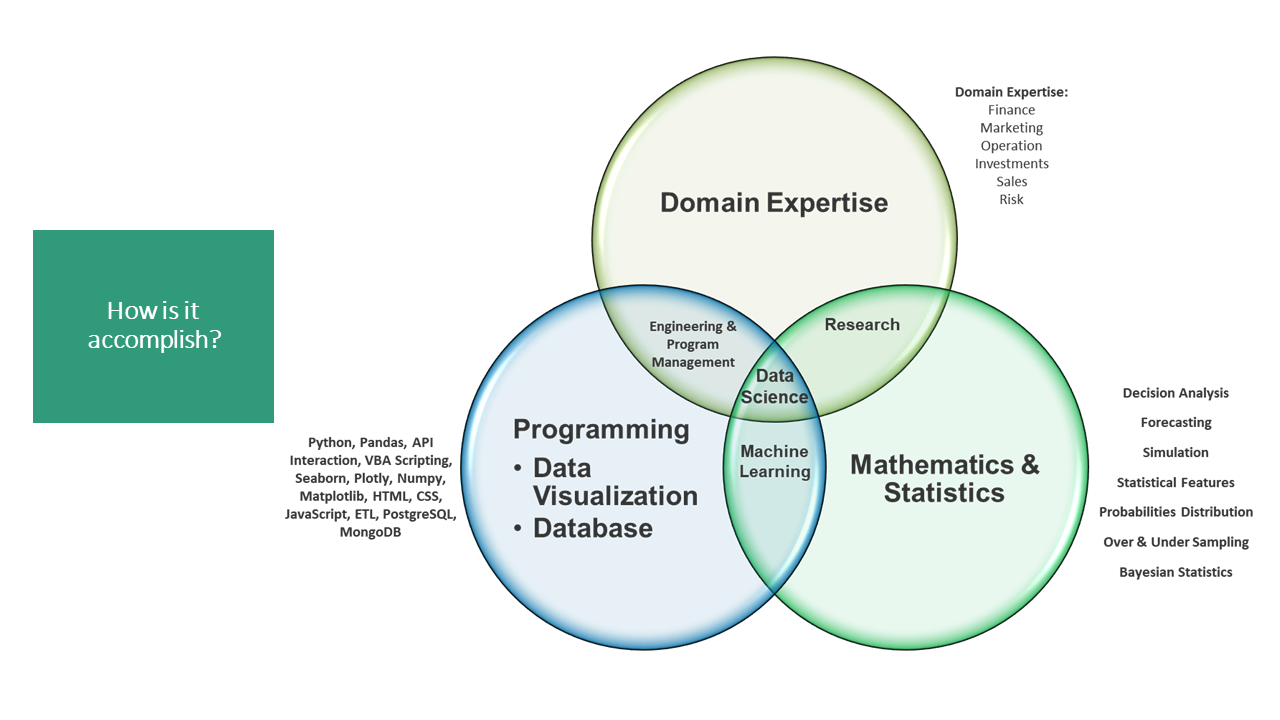 How is it
accomplish?
Domain Expertise
Domain Expertise:
Finance
Marketing
Operation
Investments
Sales
Risk
Engineering &
Program
Management
Research
Data
Science
Programming
• Data
Visualization
• Database
Machine
Learning
Mathematics &
Statistics
Python, Pandas, API
Interaction, VBA Scripting,
Seaborn, Plotly, Numpy,
Matplotlib, HTML, CSS,
JavaScript, ETL, PostgreSQL,
MongoDB
Decision Analysis
Forecasting
Simulation
Statistical Features
Probabilities Distribution
Over & Under Sampling
Bayesian Statistics